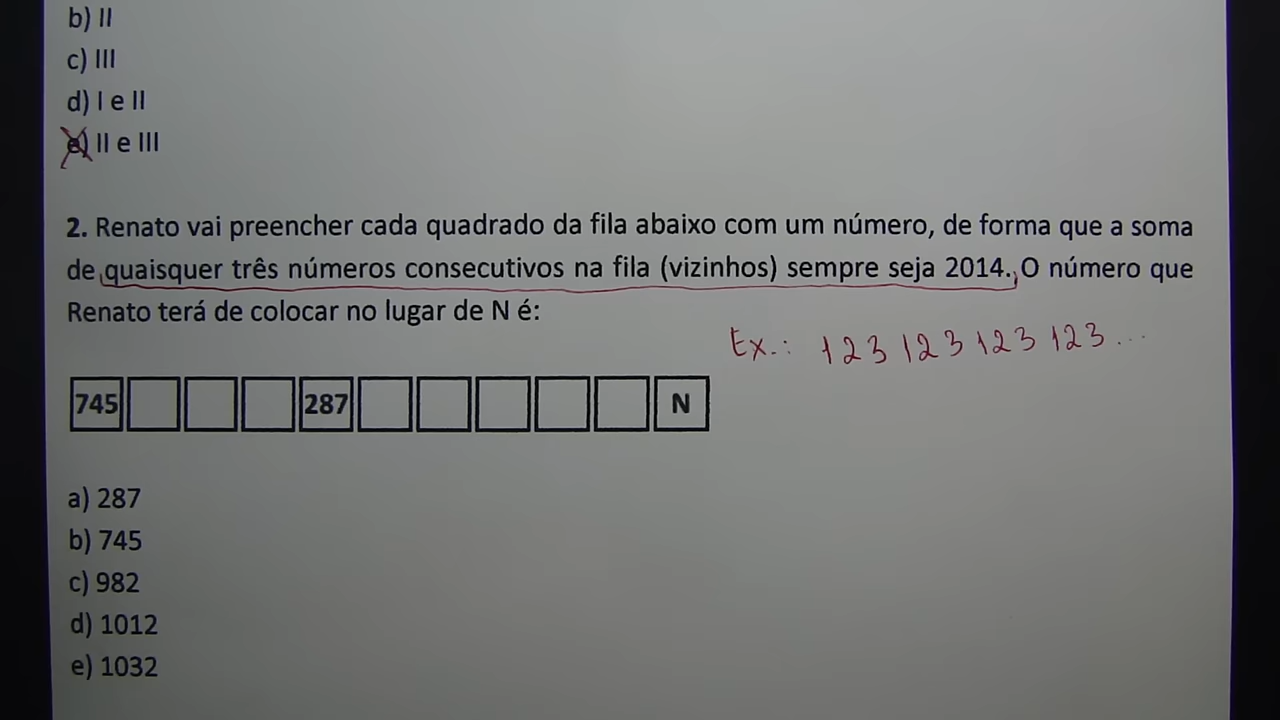 b) II
c) III
d) I e II
e) II e III
2. Renato vai preencher cada quadrado da fila abaixo com um número, de forma que a soma
de quaisquer três números consecutivos na fila (vizinhos) sempre seja 2014. O número que
Renato terá de colocar no lugar de N é:
Ex.: 123 123 123 123...
745 287 N
a) 287
b) 745
c) 982
d) 1012
e) 1032